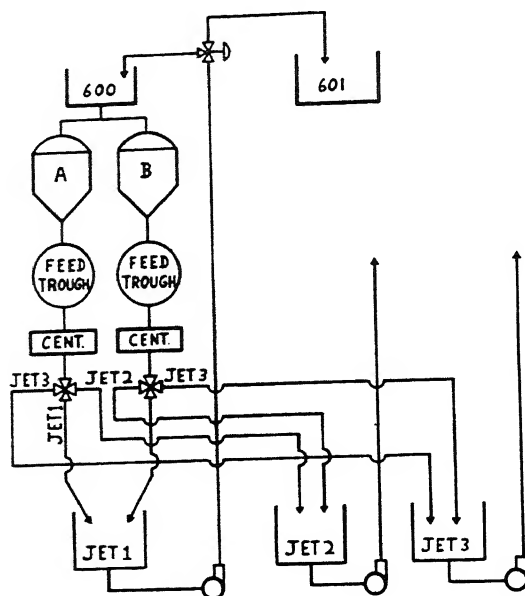 600
601
A
B
FEED
TROUGH
FEED
TROUGH
CENT.
CENT.
JET3
JET2
JET3
JET1
JET1
JET2
JET3